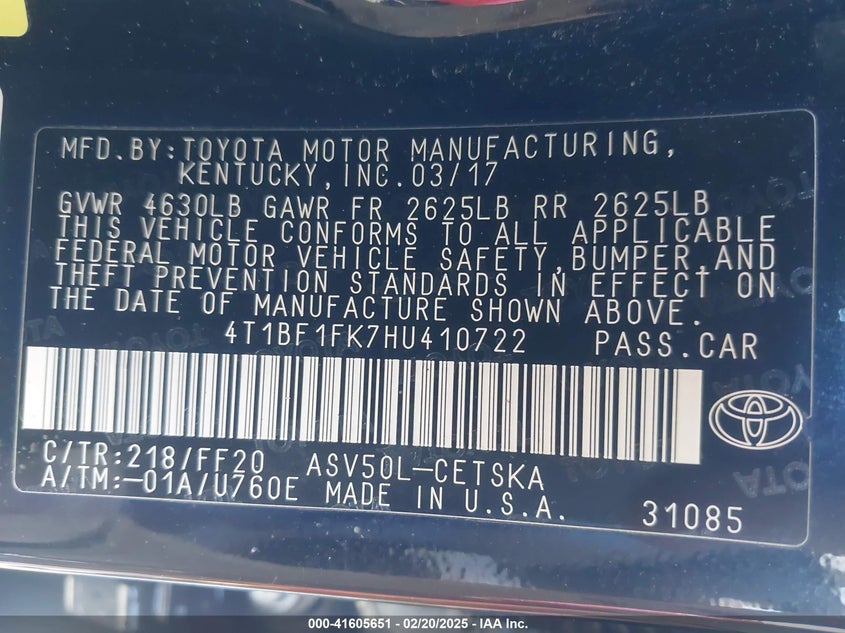 MFD.BY:TOYOTA MOTOR MANUFACTURING,
KENTUCKY,INC.03/17
GVWR 4630LB GAWR FR 2625LB RR 2625LB
THIS VEHICLE CONFORMS TO ALL APPLICABLE
FEDERAL MOTOR VEHICLE SAFETY,BUMPER,AND
THEFT PREVENTION STANDARDS IN EFFECT ON
THE DATE OF MANUFACTURE SHOWN ABOVE.
4T1BF1FK7HU410722 PASS.CAR
C/TR:218/FF20 ASV50L-CETSKA
A/TM:-01A/U760E MADE IN U.S.A. 31085
000-41605651 | 02/20/2025 | IAA Inc.